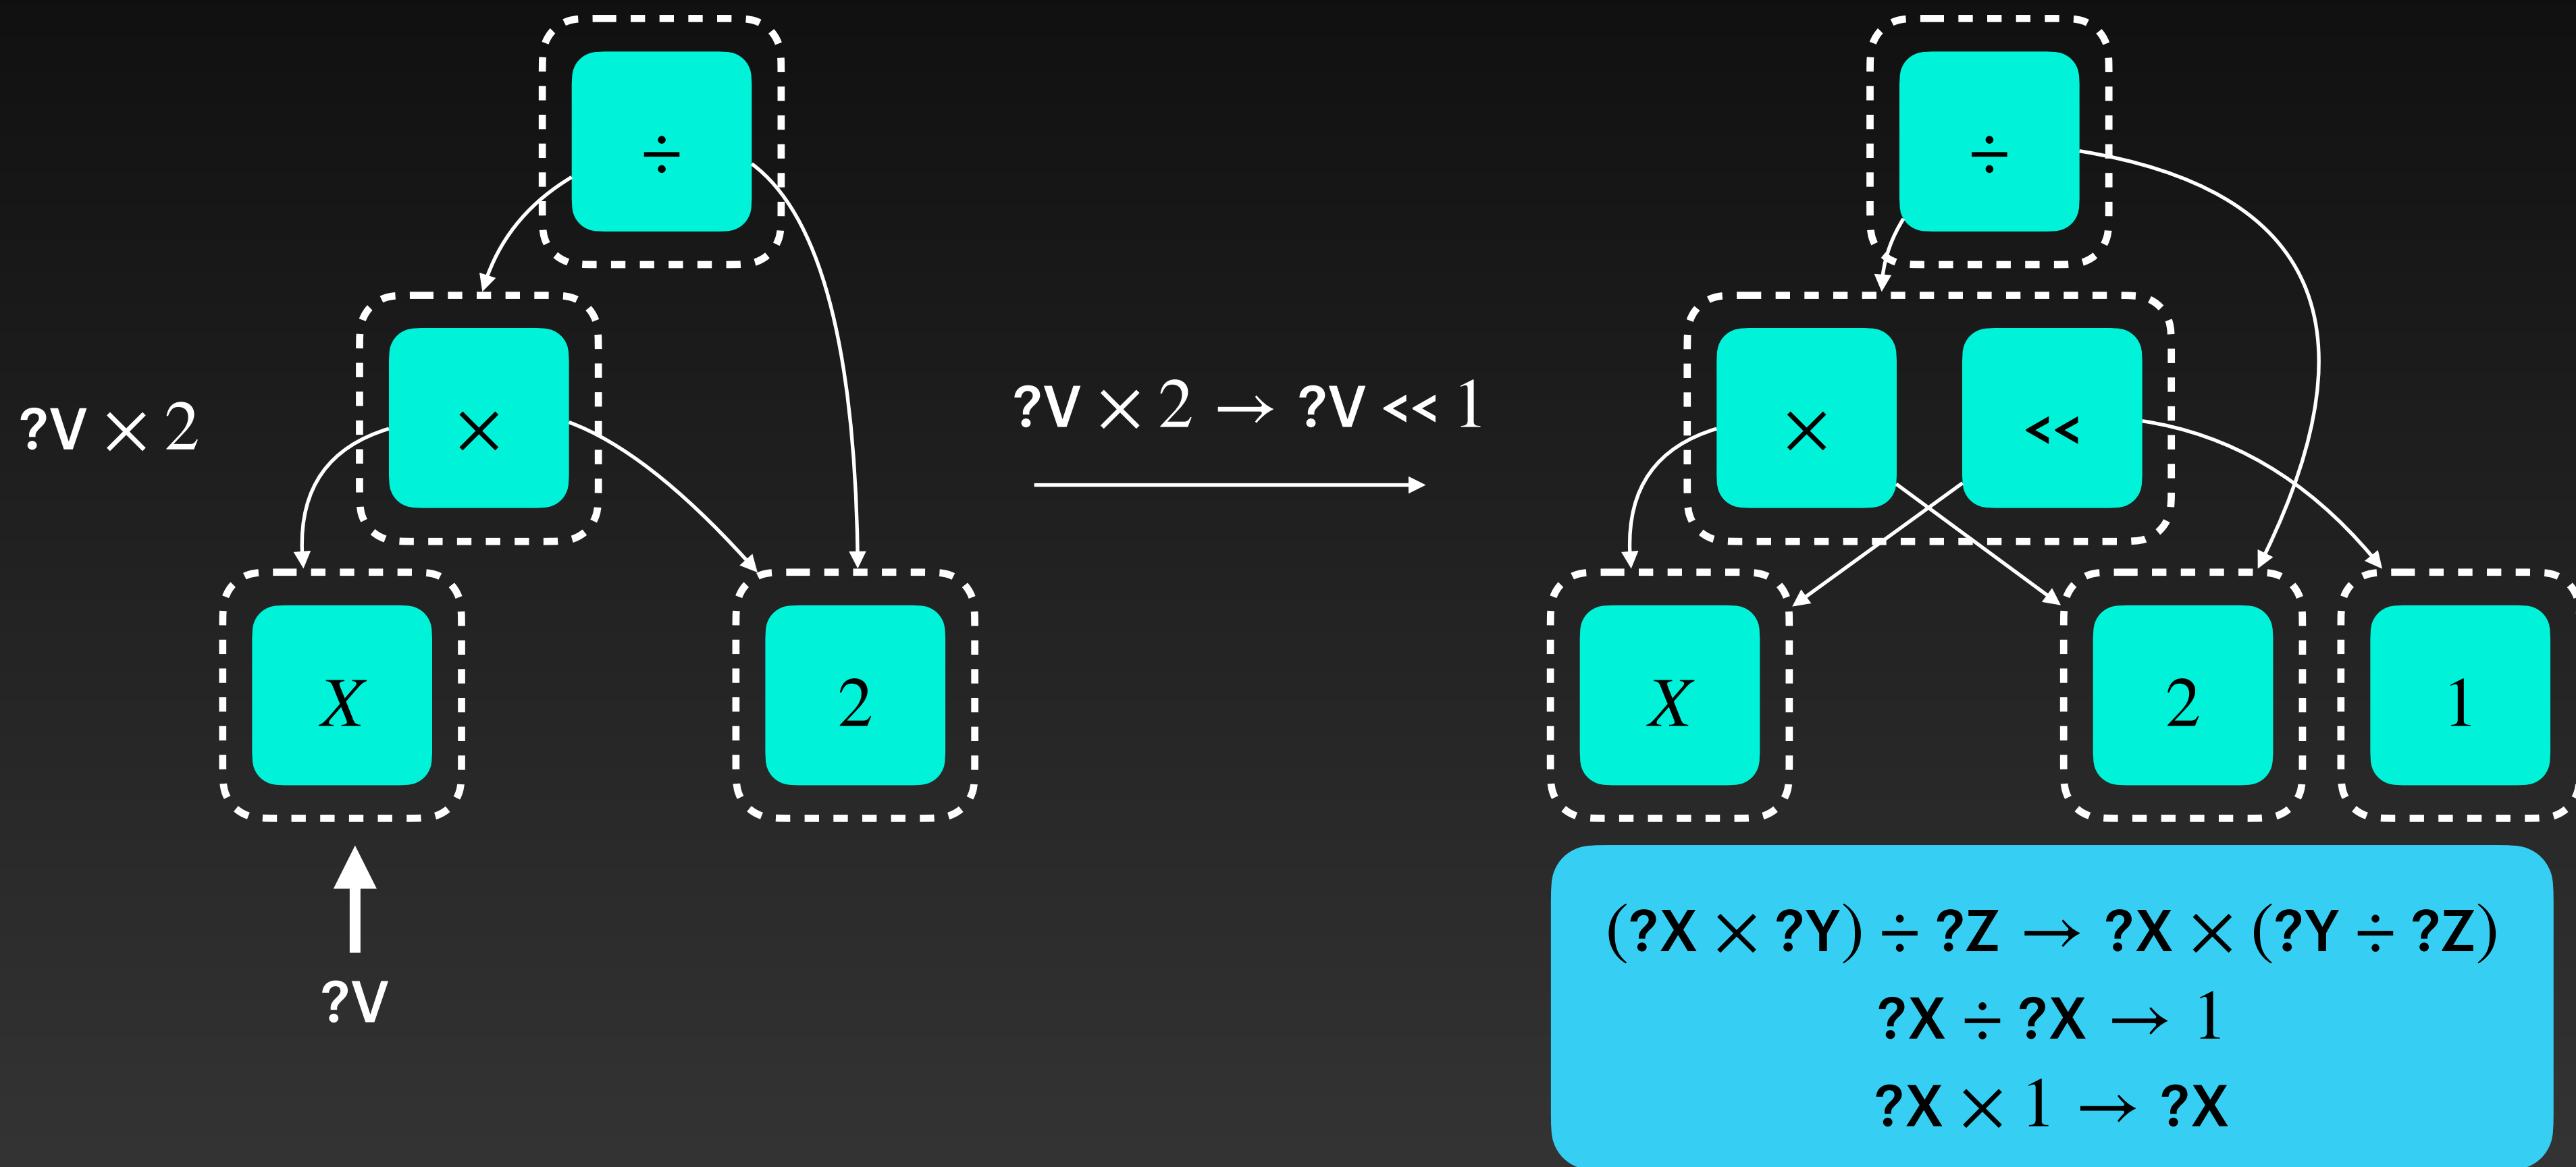 ÷
÷
?V × 2
×
?V × 2 → ?V << 1
×
<<
X
2
X
2
1
?V
(?X × ?Y) ÷ ?Z → ?X × (?Y ÷ ?Z)
?X ÷ ?X → 1
?X × 1 → ?X